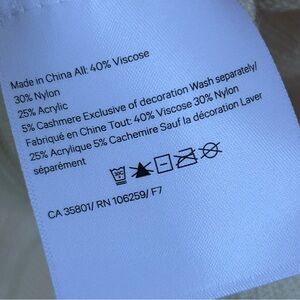 Made in China All: 40% Viscose
30% Nylon
25% Acrylic
5% Cashmere Exclusive of decoration Wash separately/
Fabriqué en Chine Tout: 40% Viscose 30% Nylon
25% Acrylique 5% Cachemire Sauf la décoration Laver
séparément
CA 35801/ RN 106259/ F7